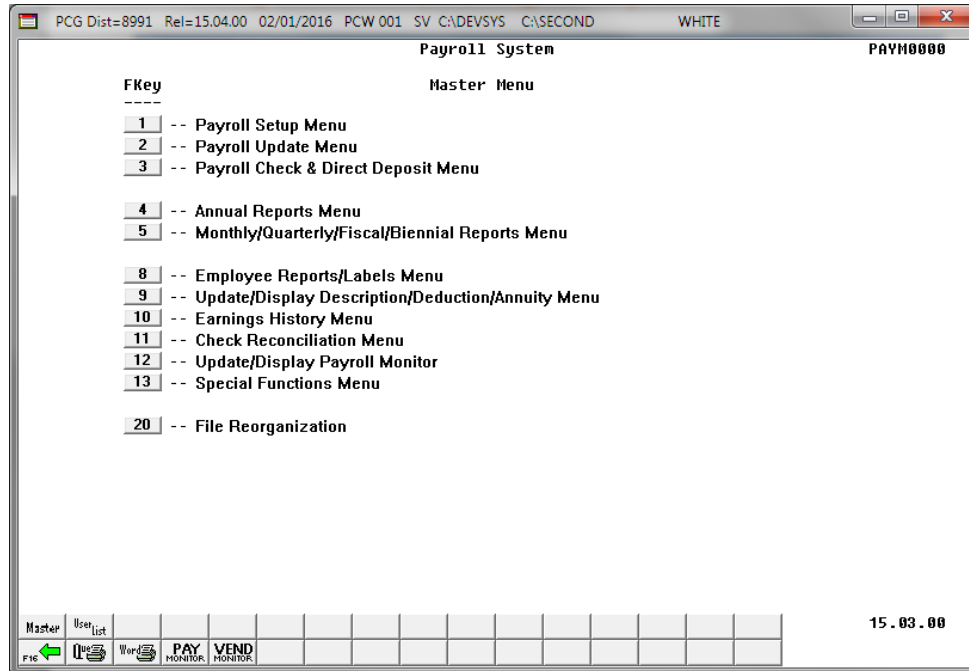 PCG Dist=8991 Rel=15.04.00 02/01/2016 PCW 001 SV C:\DEVSYS C:\SECOND WHITE
Payroll System PAYM0000
FKey Master Menu
----
1 -- Payroll Setup Menu
2 -- Payroll Update Menu
3 -- Payroll Check & Direct Deposit Menu
4 -- Annual Reports Menu
5 -- Monthly/Quarterly/Fiscal/Biennial Reports Menu
8 -- Employee Reports/Labels Menu
9 -- Update/Display Description/Deduction/Annuity Menu
10 -- Earnings History Menu
11 -- Check Reconciliation Menu
12 -- Update/Display Payroll Monitor
13 -- Special Functions Menu
20 -- File Reorganization
Master User List 15.03.00
F16 Que Word PAY MONITOR VEND MONITOR